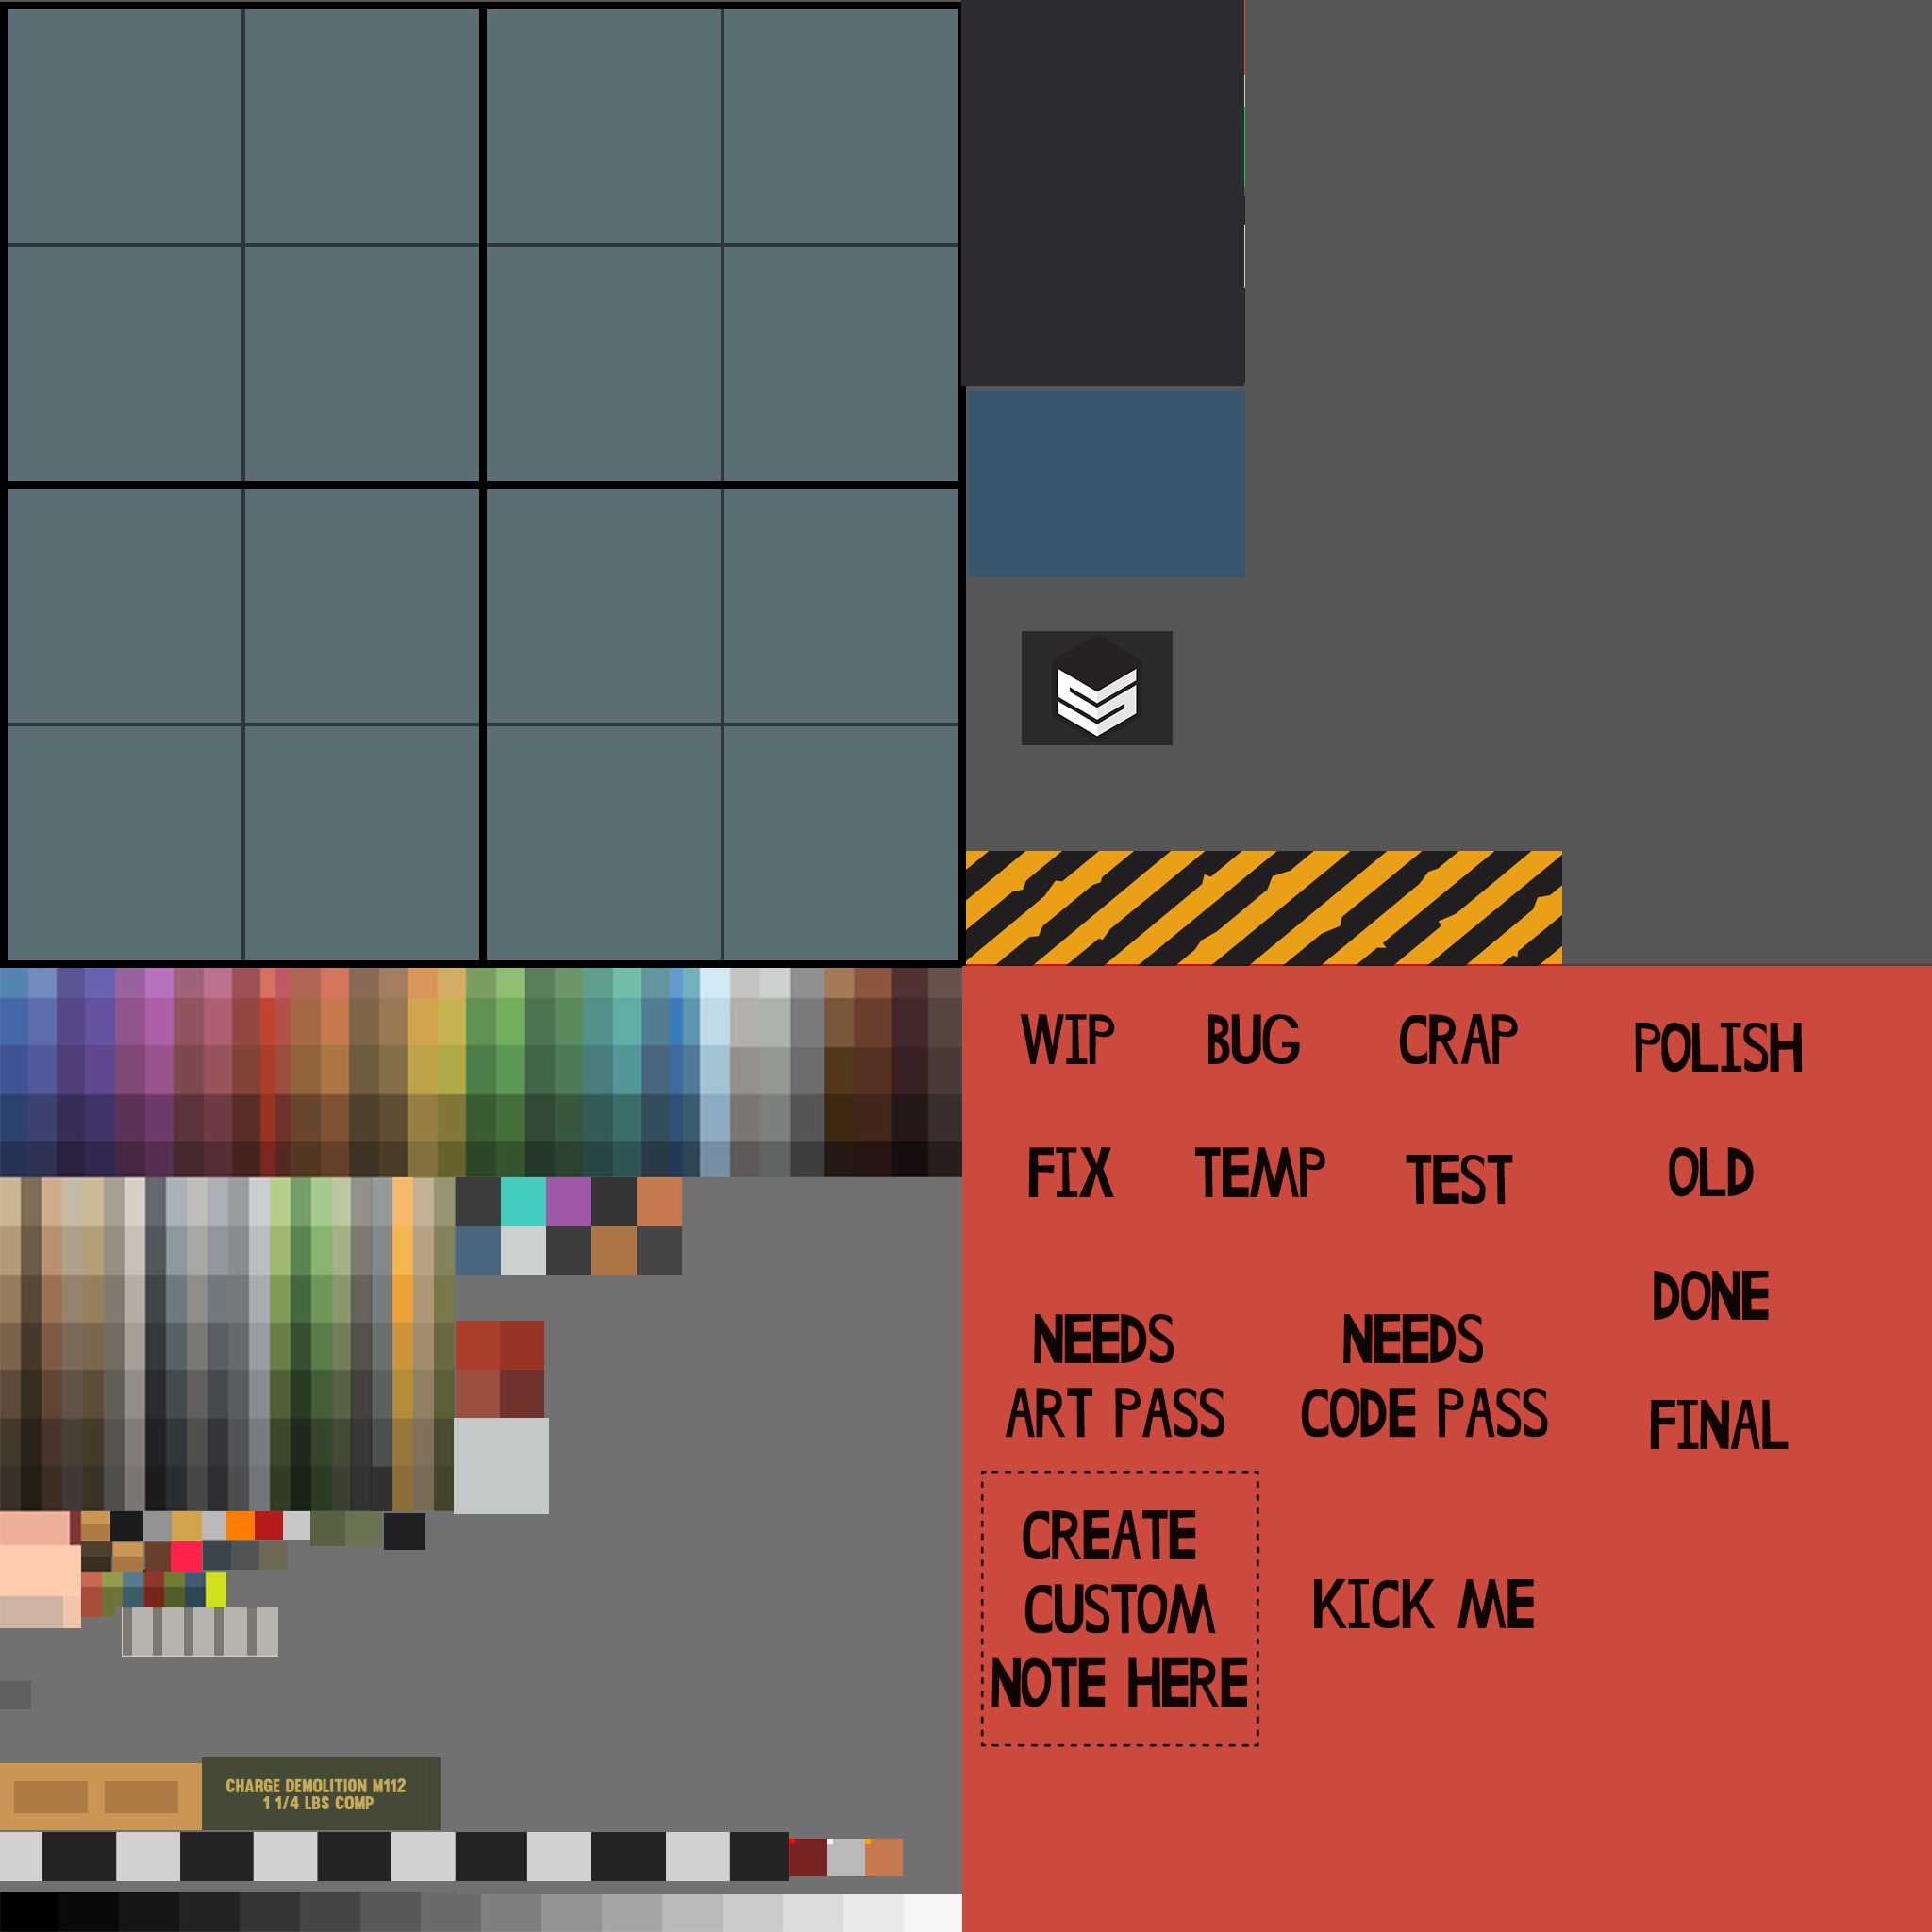 WIP BUG CRAP POLISH
FIX TEMP TEST OLD
DONE
NEEDS
ART PASS
NEEDS
CODE PASS
FINAL
CREATE
CUSTOM
NOTE HERE
KICK ME
CHARGE DEMOLITION M112
1 1/4 LBS COMP